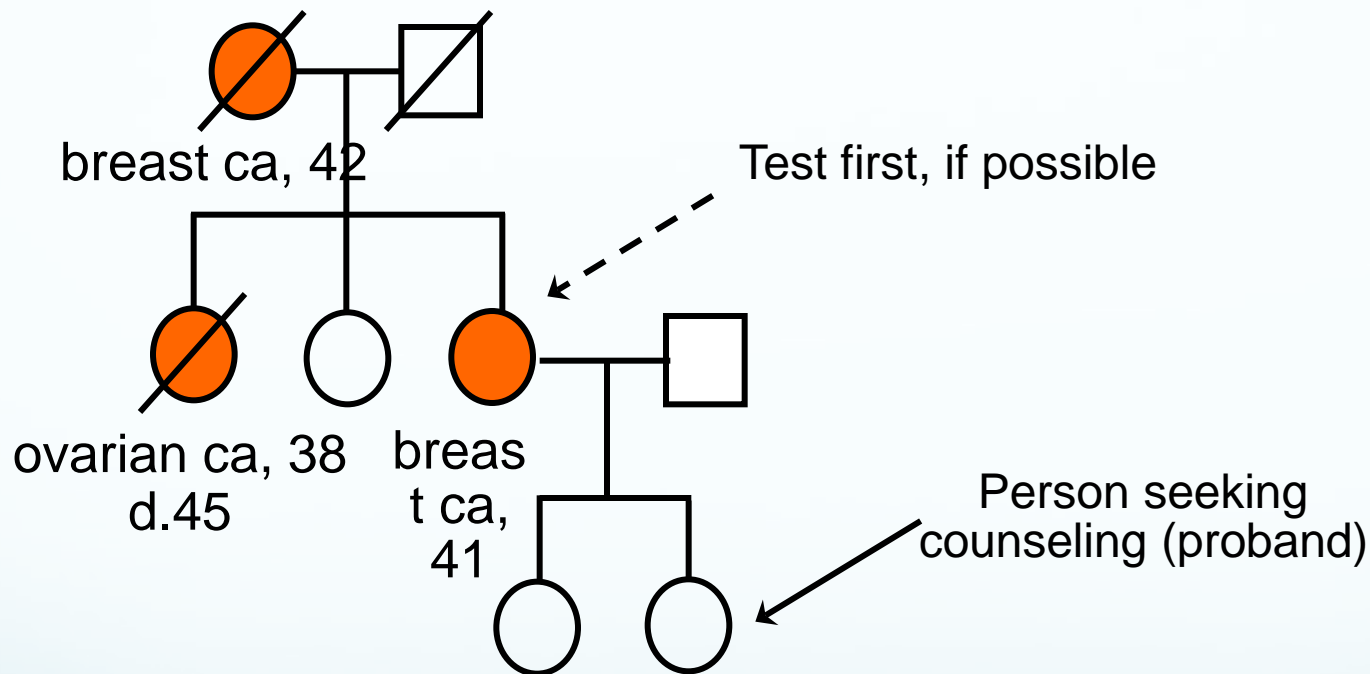 breast ca, 42
Test first, if possible
ovarian ca, 38
d.45
breas
t ca,
41
Person seeking
counseling (proband)